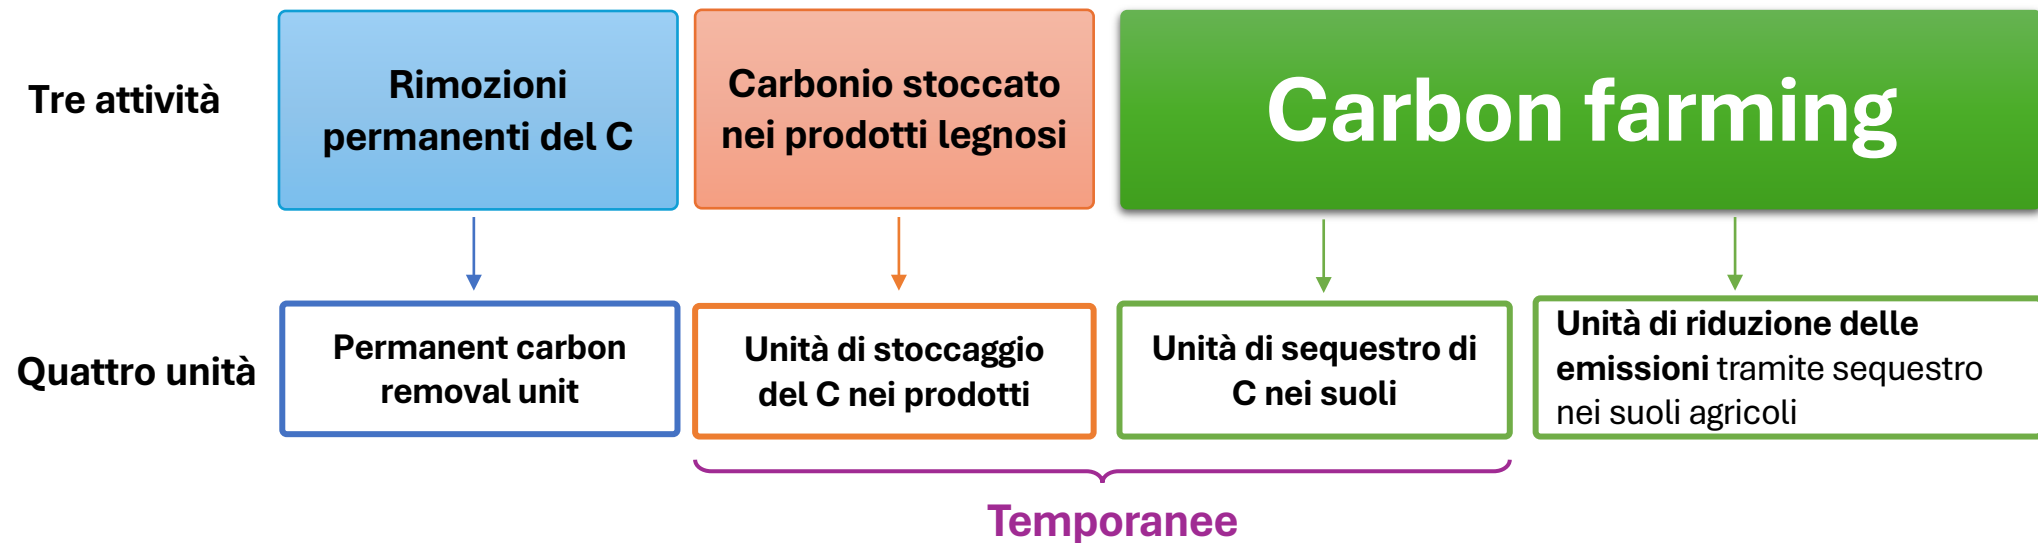 Tre attività
Rimozioni
permanenti del C
Carbonio stoccato
nei prodotti legnosi
Carbon farming
Quattro unità
Permanent carbon
removal unit
Unità di stoccaggio
del C nei prodotti
Unità di sequestro di
C nei suoli
Unità di riduzione delle
emissioni tramite sequestro
nei suoli agricoli
Temporanee